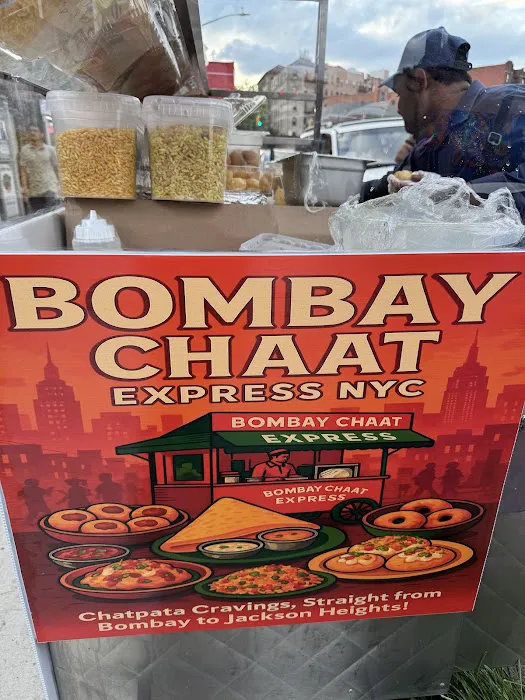 BOMBAY
CHAAT
EXPRESS NYC
BOMBAY CHAAT
EXPRESS
BOMBAY CHAAT
EXPRESS
Chatpata Cravings, Straight from
Bombay to Jackson Heights!